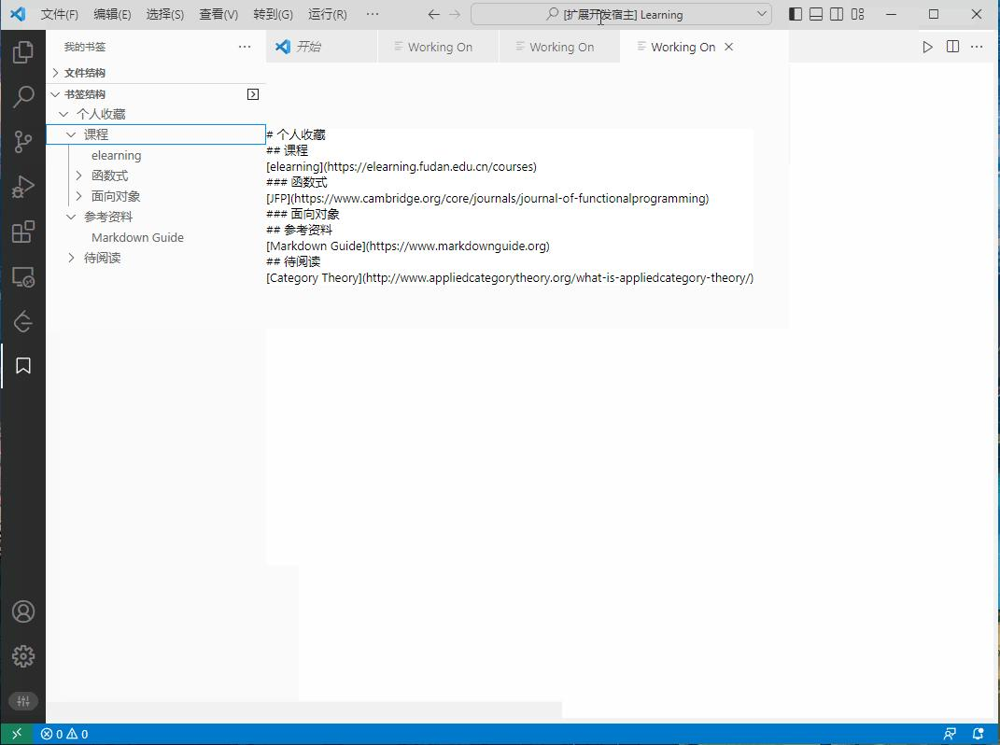 文件(F) 编辑(E) 选择(S) 查看(V) 转到(G) 运行(R) ··· [扩展开发宿主] Learning
我的书签 ···
开始 Working On Working On Working On
文件结构
书签结构
个人收藏
课程
elearning
函数式
面向对象
参考资料
Markdown Guide
待阅读
# 个人收藏
## 课程
[elearning](https://elearning.fudan.edu.cn/courses)
### 函数式
[JFP](https://www.cambridge.org/core/journals/journal-of-functionalprogramming)
### 面向对象
## 参考资料
[Markdown Guide](https://www.markdownguide.org)
## 待阅读
[Category Theory](http://www.appliedcategorytheory.org/what-is-appliedcategory-theory/)
0 0